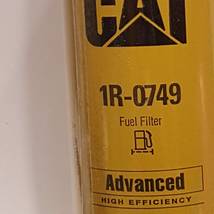 CAT
1R-0749
Fuel Filter
Advanced
HIGH EFFICIENCY